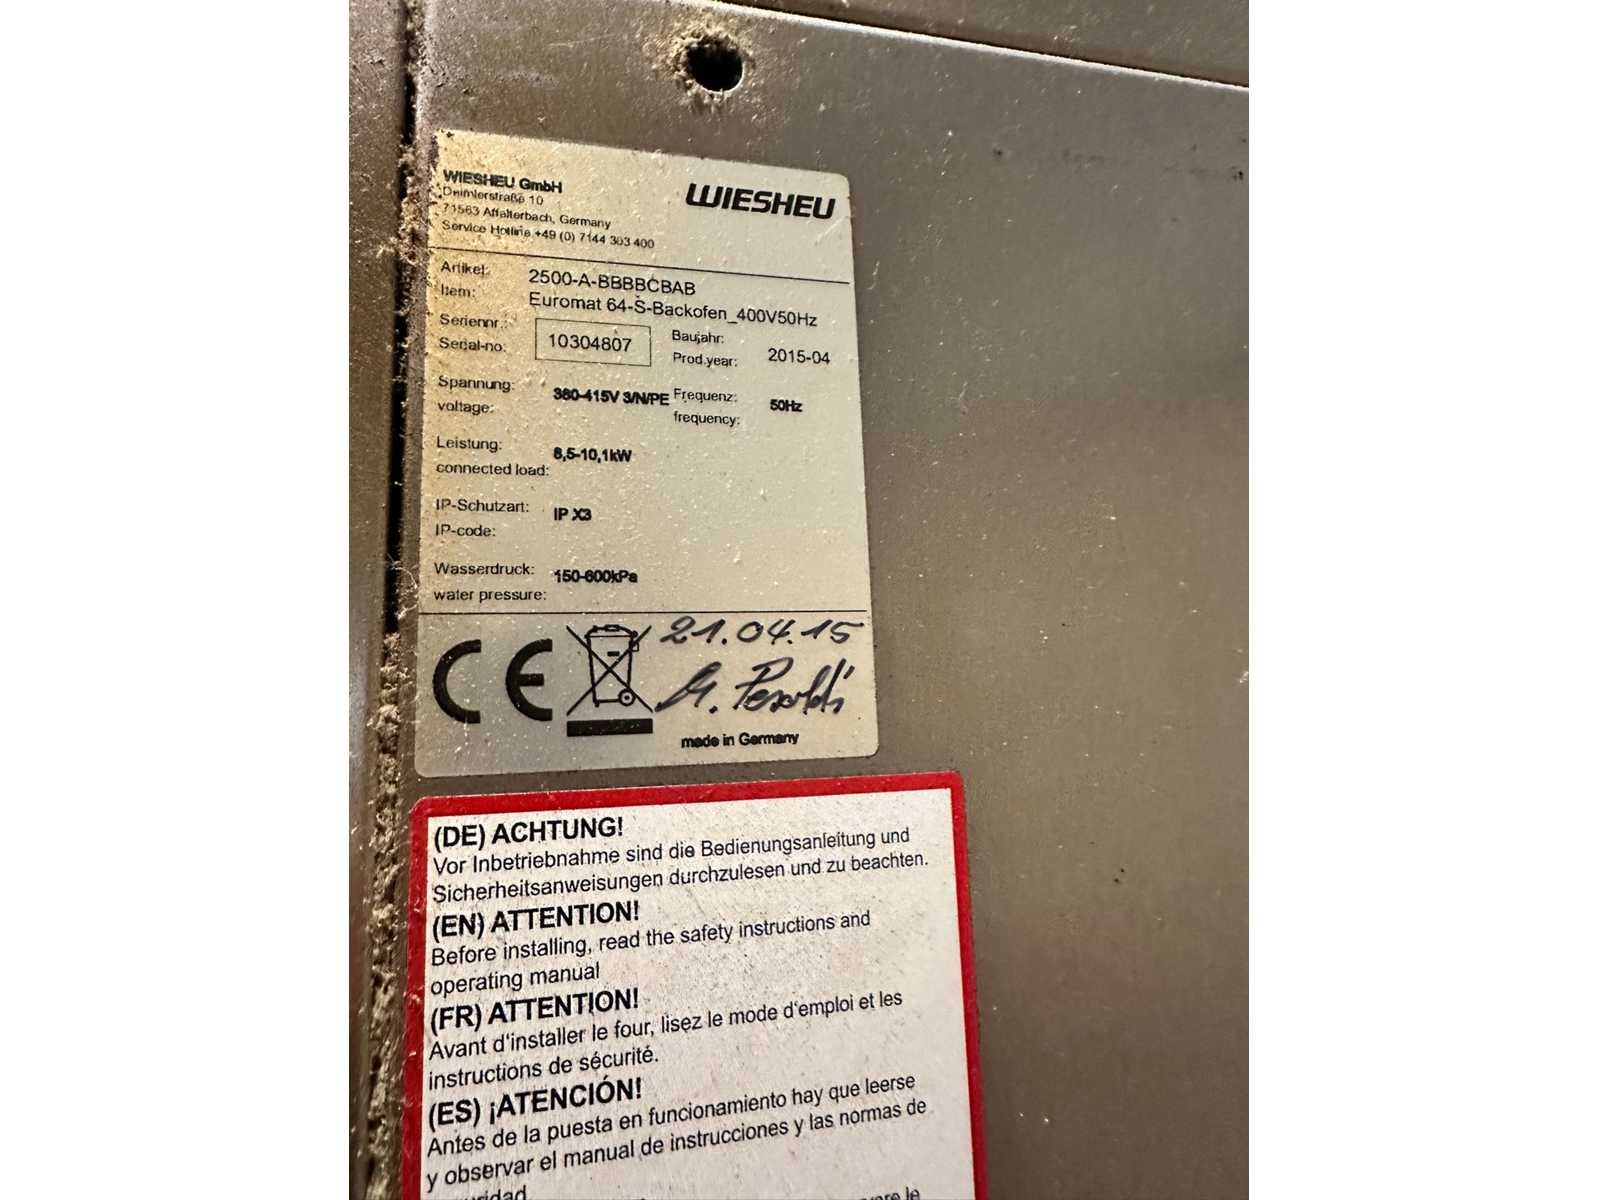 WIESHEU GmbH
Daimlerstraße 10
71563 Affalterbach, Germany
Service Hotline +49 (0) 7144 303 400
WIESHEU
Artikel: 2500-A-BBBBCBAB
Item: Euromat 64-S-Backofen_400V50Hz
Seriennr.:
Serial-no: 10304807
Baujahr:
Prod.year: 2015-04
Spannung:
voltage: 380-415V 3/N/PE
Frequenz:
frequency: 50Hz
Leistung:
connected load: 8,5-10,1kW
IP-Schutzart:
IP-code: IP X3
Wasserdruck:
water pressure: 150-600kPa
CE
21.04.15
made in Germany
(DE) ACHTUNG!
Vor Inbetriebnahme sind die Bedienungsanleitung und
Sicherheitsanweisungen durchzulesen und zu beachten.
(EN) ATTENTION!
Before installing, read the safety instructions and
operating manual
(FR) ATTENTION!
Avant d'installer le four, lisez le mode d'emploi et les
instructions de sécurité.
(ES) ¡ATENCIÓN!
Antes de la puesta en funcionamiento hay que leerse
y observar el manual de instrucciones y las normas de